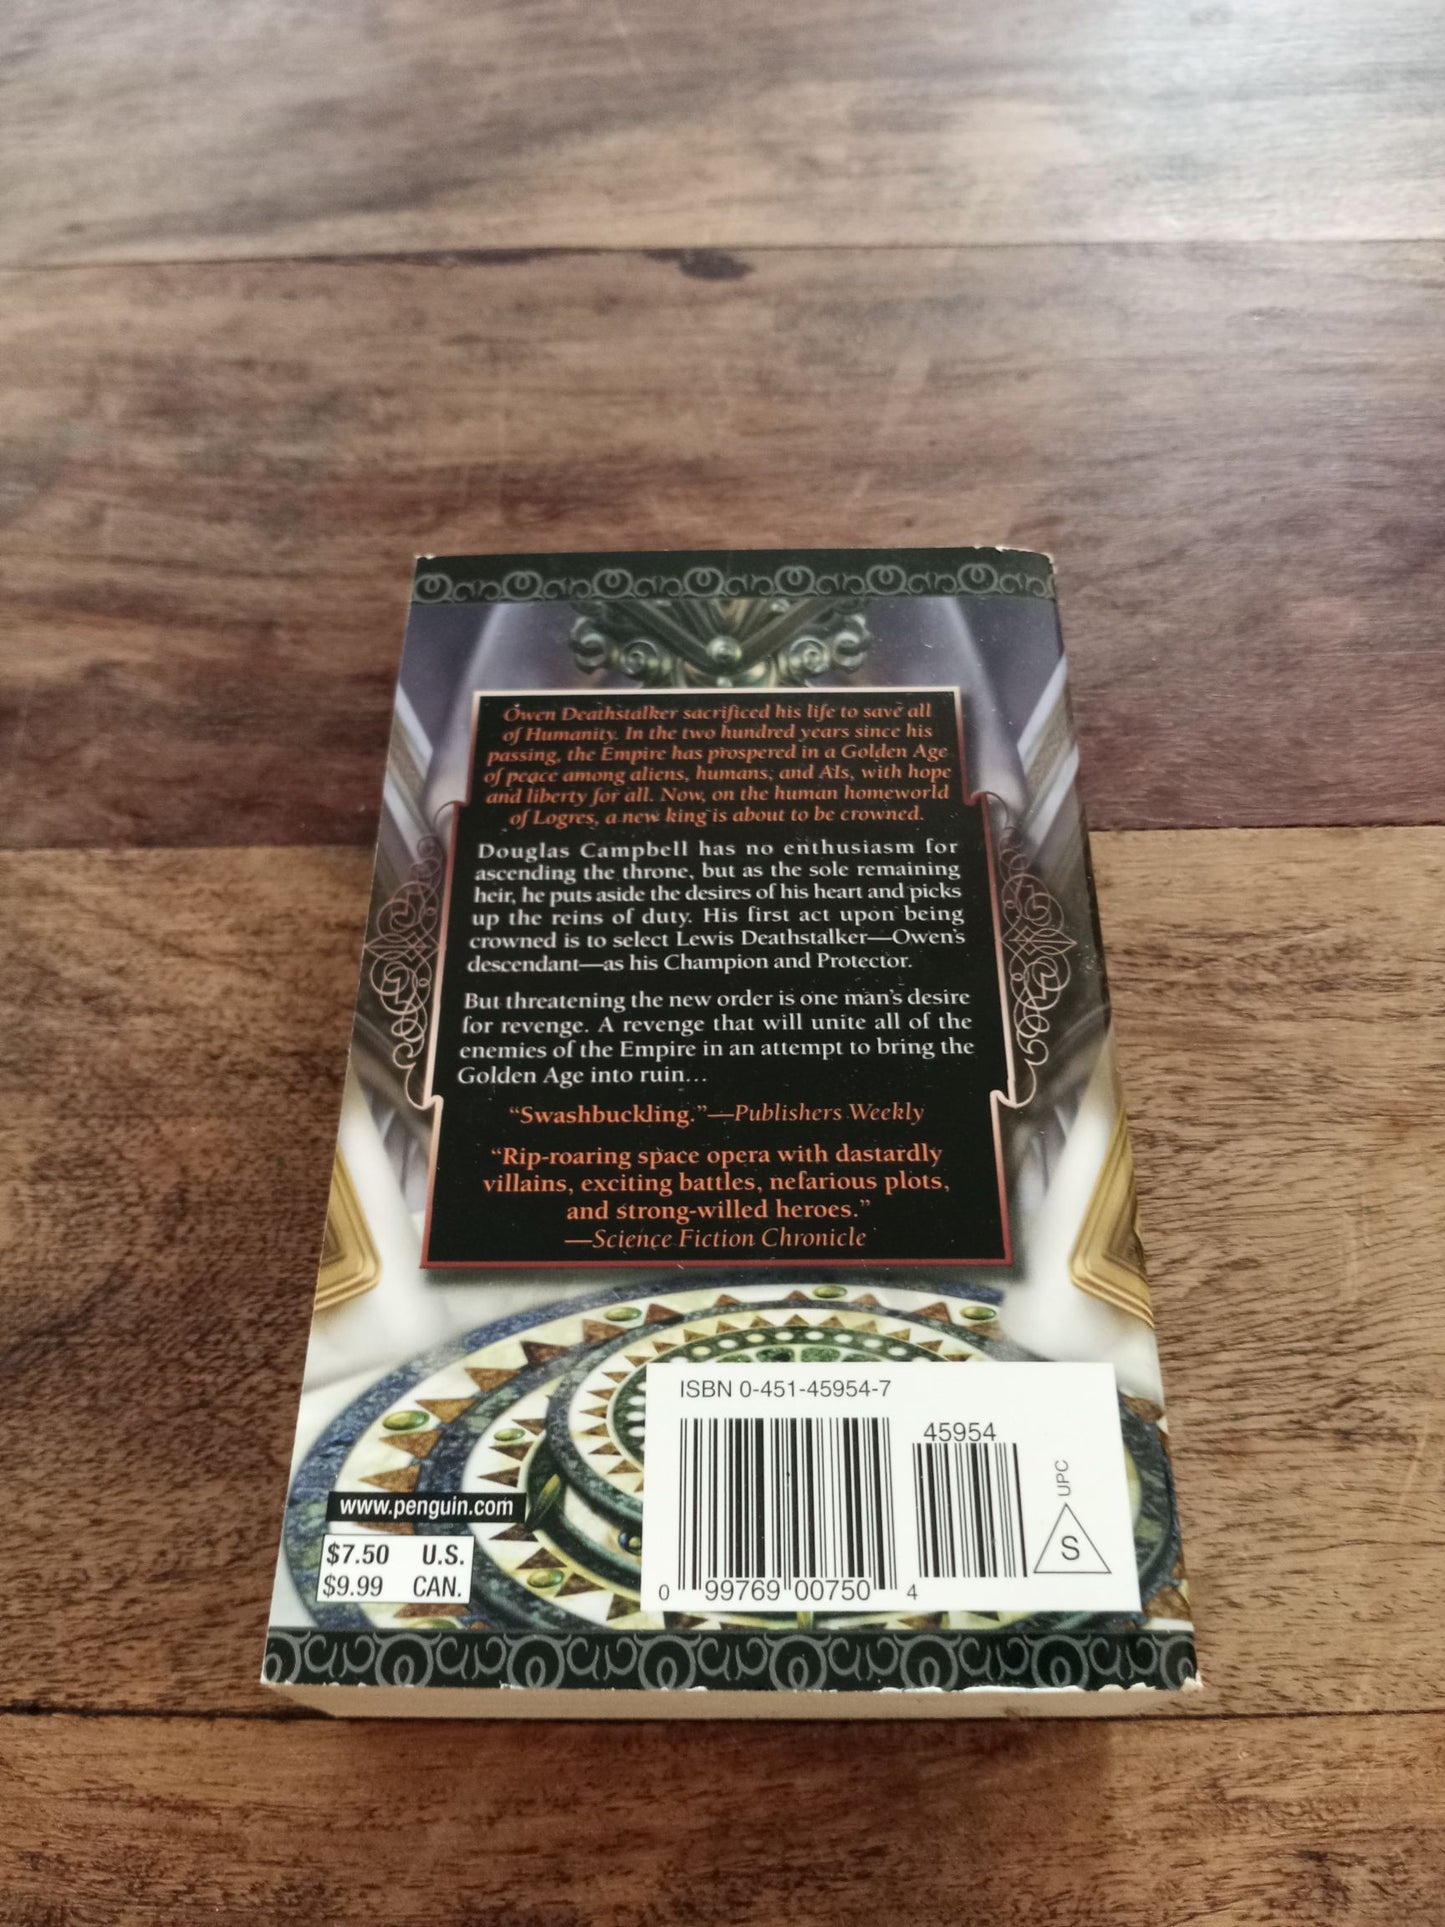 Owen Deathstalker sacrificed his life to save all
of Humanity. In the two hundred years since his
passing, the Empire has prospered in a Golden Age
of peace among aliens, humans, and AIs, with hope
and liberty for all. Now, on the human homeworld
of Logres, a new king is about to be crowned.
Douglas Campbell has no enthusiasm for
ascending the throne, but as the sole remaining
heir, he puts aside the desires of his heart and picks
up the reins of duty. His first act upon being
crowned is to select Lewis Deathstalker—Owen's
descendant—as his Champion and Protector.
But threatening the new order is one man's desire
for revenge. A revenge that will unite all of the
enemies of the Empire in an attempt to bring the
Golden Age into ruin...
“Swashbuckling.”—Publishers Weekly
“Rip-roaring space opera with dastardly
villains, exciting battles, nefarious plots,
and strong-willed heroes.”
—Science Fiction Chronicle
ISBN 0-451-45954-7
45954
UPC
S
0 99769 00750 4
www.penguin.com
$7.50 U.S.
$9.99 CAN.